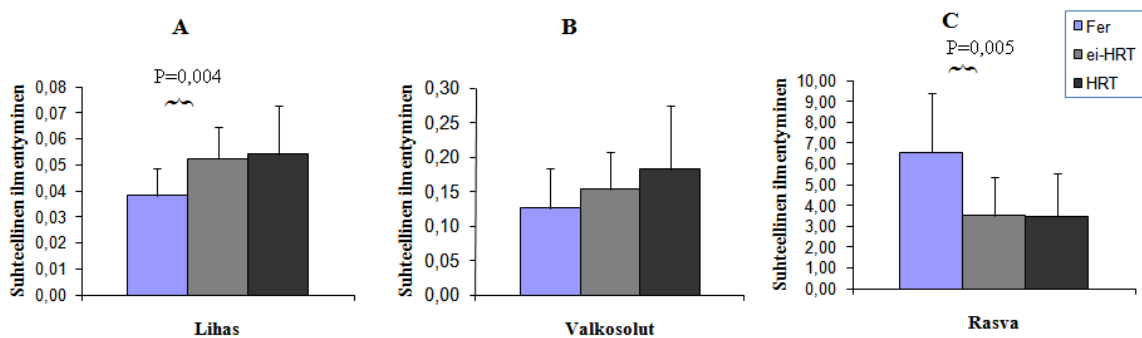 A
P=0,004
Suhteellinen ilmentyminen
0,08
0,07
0,06
0,05
0,04
0,03
0,02
0,01
0,00
Lihas
B
Suhteellinen ilmentyminen
0,30
0,25
0,20
0,15
0,10
0,05
0,00
Valkosolut
C
P=0,005
Suhteellinen ilmentyminen
10,00
9,00
8,00
7,00
6,00
5,00
4,00
3,00
2,00
1,00
0,00
Rasva
Fer
ei-HRT
HRT